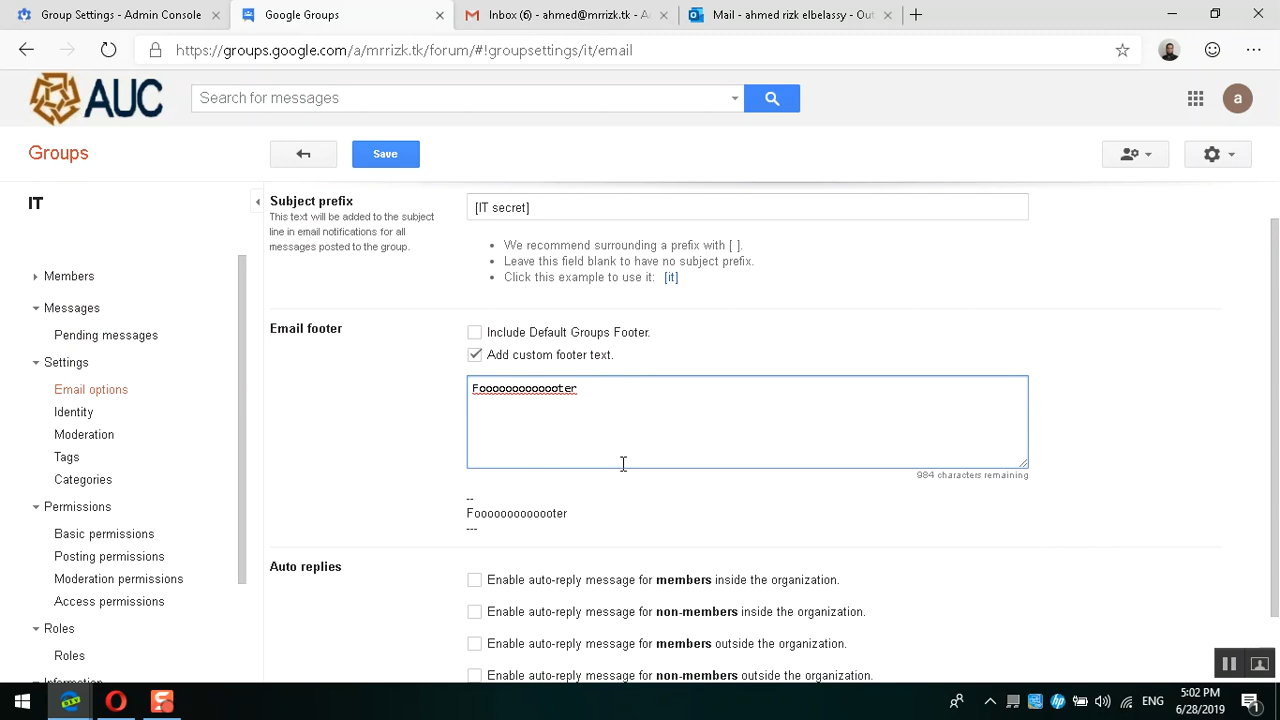 Group Settings - Admin Console
Google Groups
Inbox (6) - ahmed@mrrizk.tk - A
Mail - ahmed rizk elbelassy - Out
https://groups.google.com/a/mrrizk.tk/forum/#!groupsettings/it/email
AUC
Search for messages
a
Groups
Save
IT
Members
Messages
Pending messages
Settings
Email options
Identity
Moderation
Tags
Categories
Permissions
Basic permissions
Posting permissions
Moderation permissions
Access permissions
Roles
Roles
Information
Subject prefix
This text will be added to the subject
line in email notifications for all
messages posted to the group.
[IT secret]
We recommend surrounding a prefix with [ ].
Leave this field blank to have no subject prefix.
Click this example to use it: [it]
Email footer
Include Default Groups Footer.
Add custom footer text.
Fooooooooooooter
984 characters remaining
--
Fooooooooooooter
---
Auto replies
Enable auto-reply message for members inside the organization.
Enable auto-reply message for non-members inside the organization.
Enable auto-reply message for members outside the organization.
Enable auto-reply message for non-members outside the organization.
DEV
hp
ENG
5:02 PM
6/28/2019
1